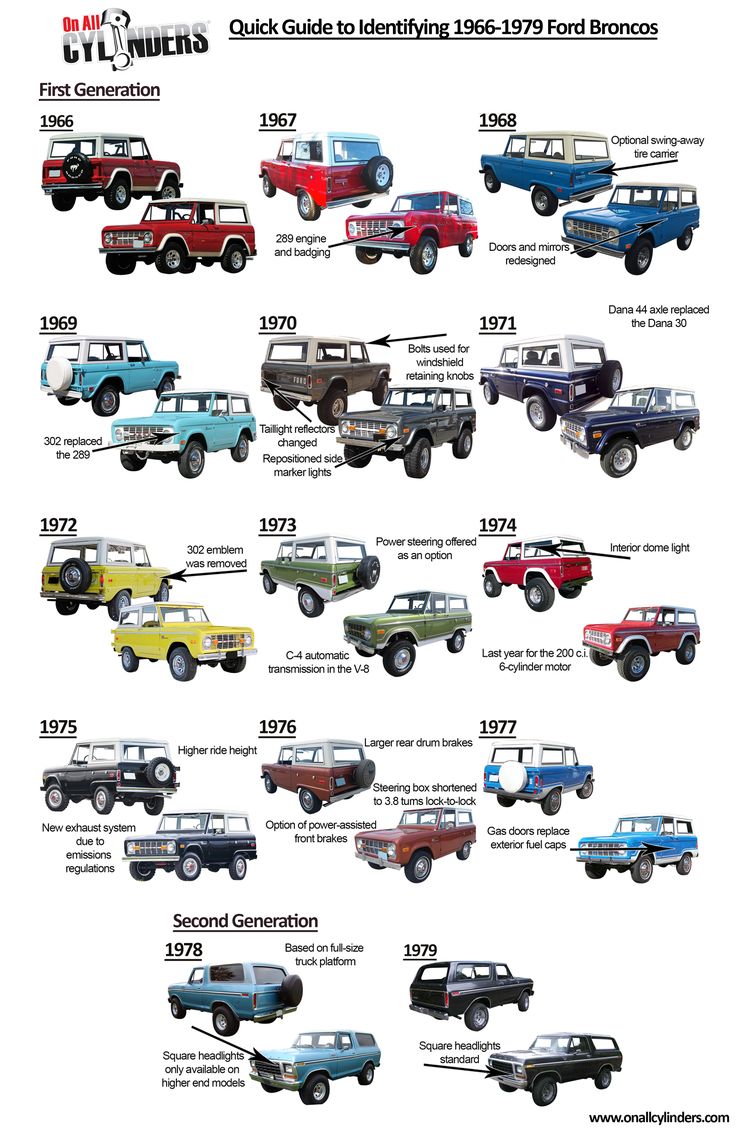 On All
CYLINDERS
Quick Guide to Identifying 1966-1979 Ford Broncos
First Generation
1966
1967
289 engine
and badging
1968
Optional swing-away
tire carrier
Doors and mirrors
redesigned
1969
302 replaced
the 289
1970
Bolts used for
windshield
retaining knobs
FORD
Taillight reflectors
changed
Repositioned side
marker lights
1971
Dana 44 axle replaced
the Dana 30
1972
302 emblem
was removed
1973
Power steering offered
as an option
C-4 automatic
transmission in the V-8
1974
Interior dome light
Last year for the 200 c.i.
6-cylinder motor
1975
Higher ride height
New exhaust system
due to
emissions
regulations
1976
Larger rear drum brakes
Steering box shortened
to 3.8 turns lock-to-lock
Option of power-assisted
front brakes
1977
Gas doors replace
exterior fuel caps
Second Generation
1978
Based on full-size
truck platform
Square headlights
only available on
higher end models
1979
Square headlights
standard
www.onallcylinders.com